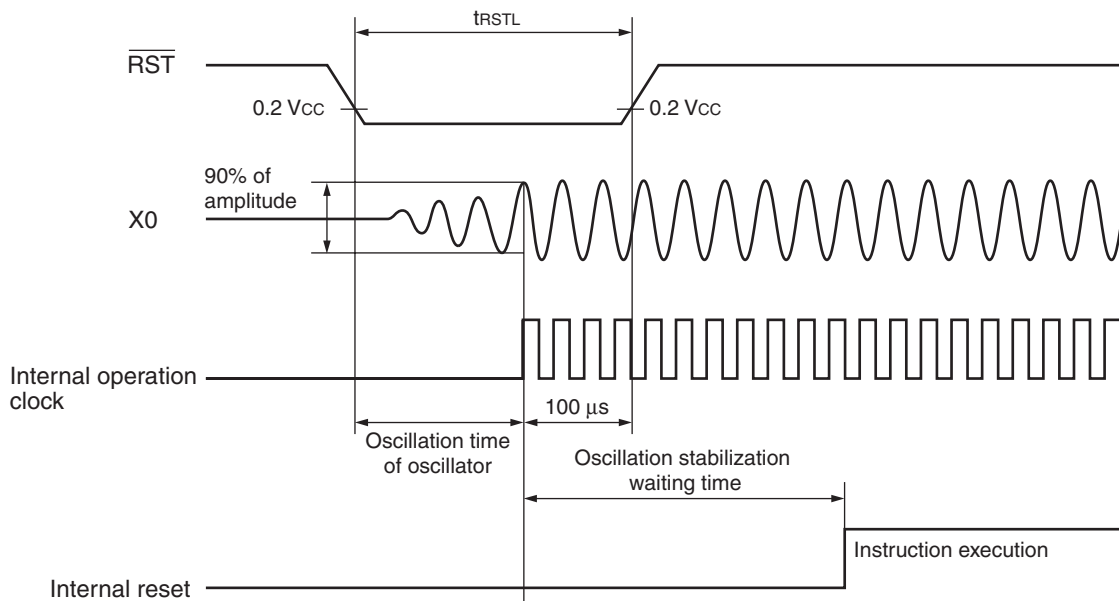 tRSTL
RST
0.2 VCC
0.2 VCC
90% of
amplitude
X0
Internal operation
clock
100 μs
Oscillation time
of oscillator
Oscillation stabilization
waiting time
Instruction execution
Internal reset